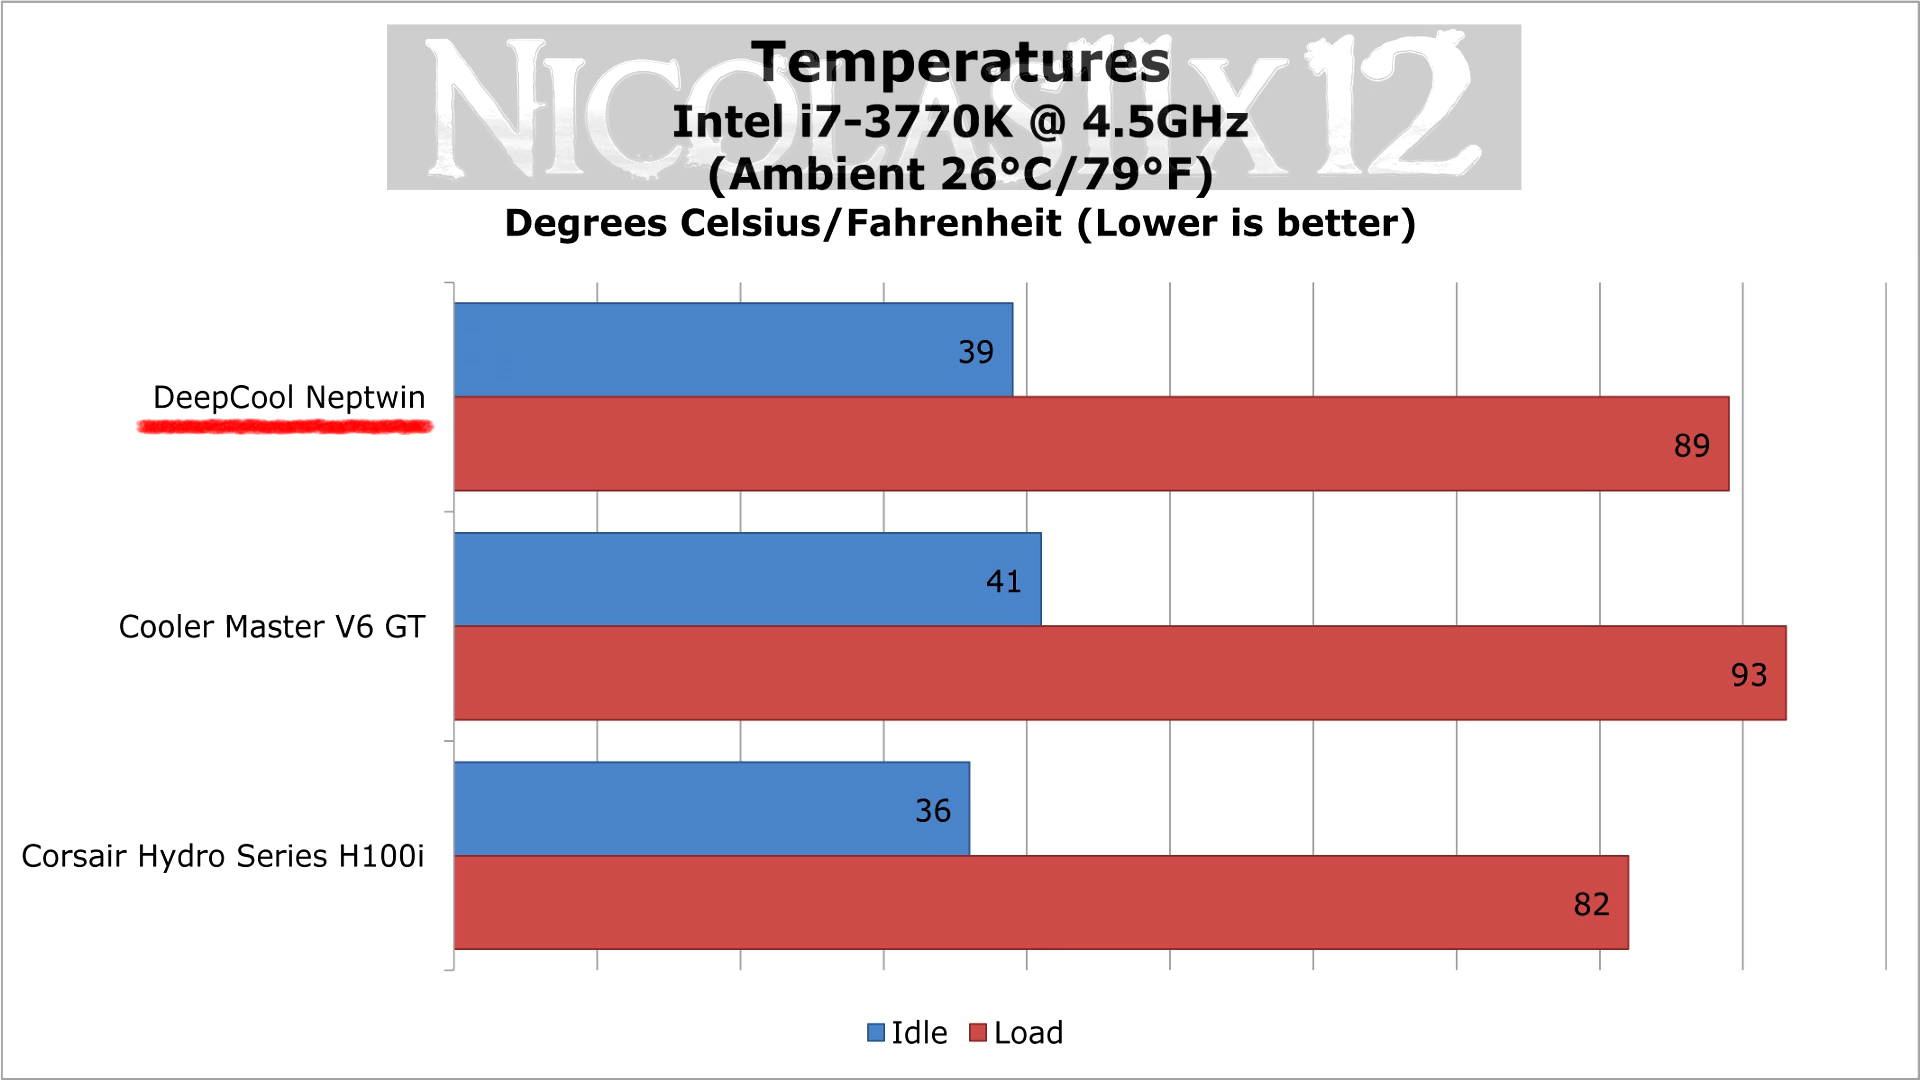 NICOLAS11X12
Temperatures
Intel i7-3770K @ 4.5GHz
(Ambient 26°C/79°F)
Degrees Celsius/Fahrenheit (Lower is better)
DeepCool Neptwin
39
89
Cooler Master V6 GT
41
93
Corsair Hydro Series H100i
36
82
Idle
Load